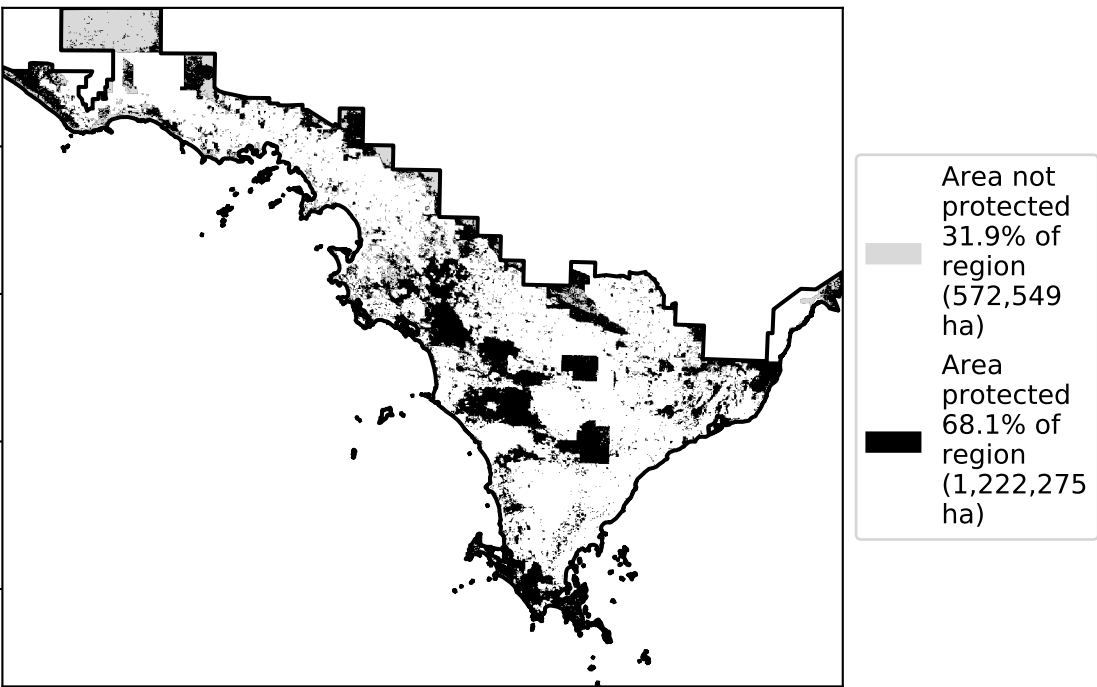 Area not
protected
31.9% of
region
(572,549
ha)
Area
protected
68.1% of
region
(1,222,275
ha)